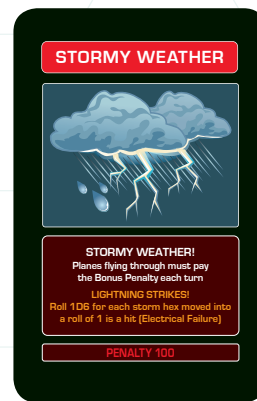 STORMY WEATHER
STORMY WEATHER!
Planes flying through must pay
the Bonus Penalty each turn
LIGHTNING STRIKES!
Roll 1D6 for each storm hex moved into
a roll of 1 is a hit (Electrical Failure)
PENALTY 100